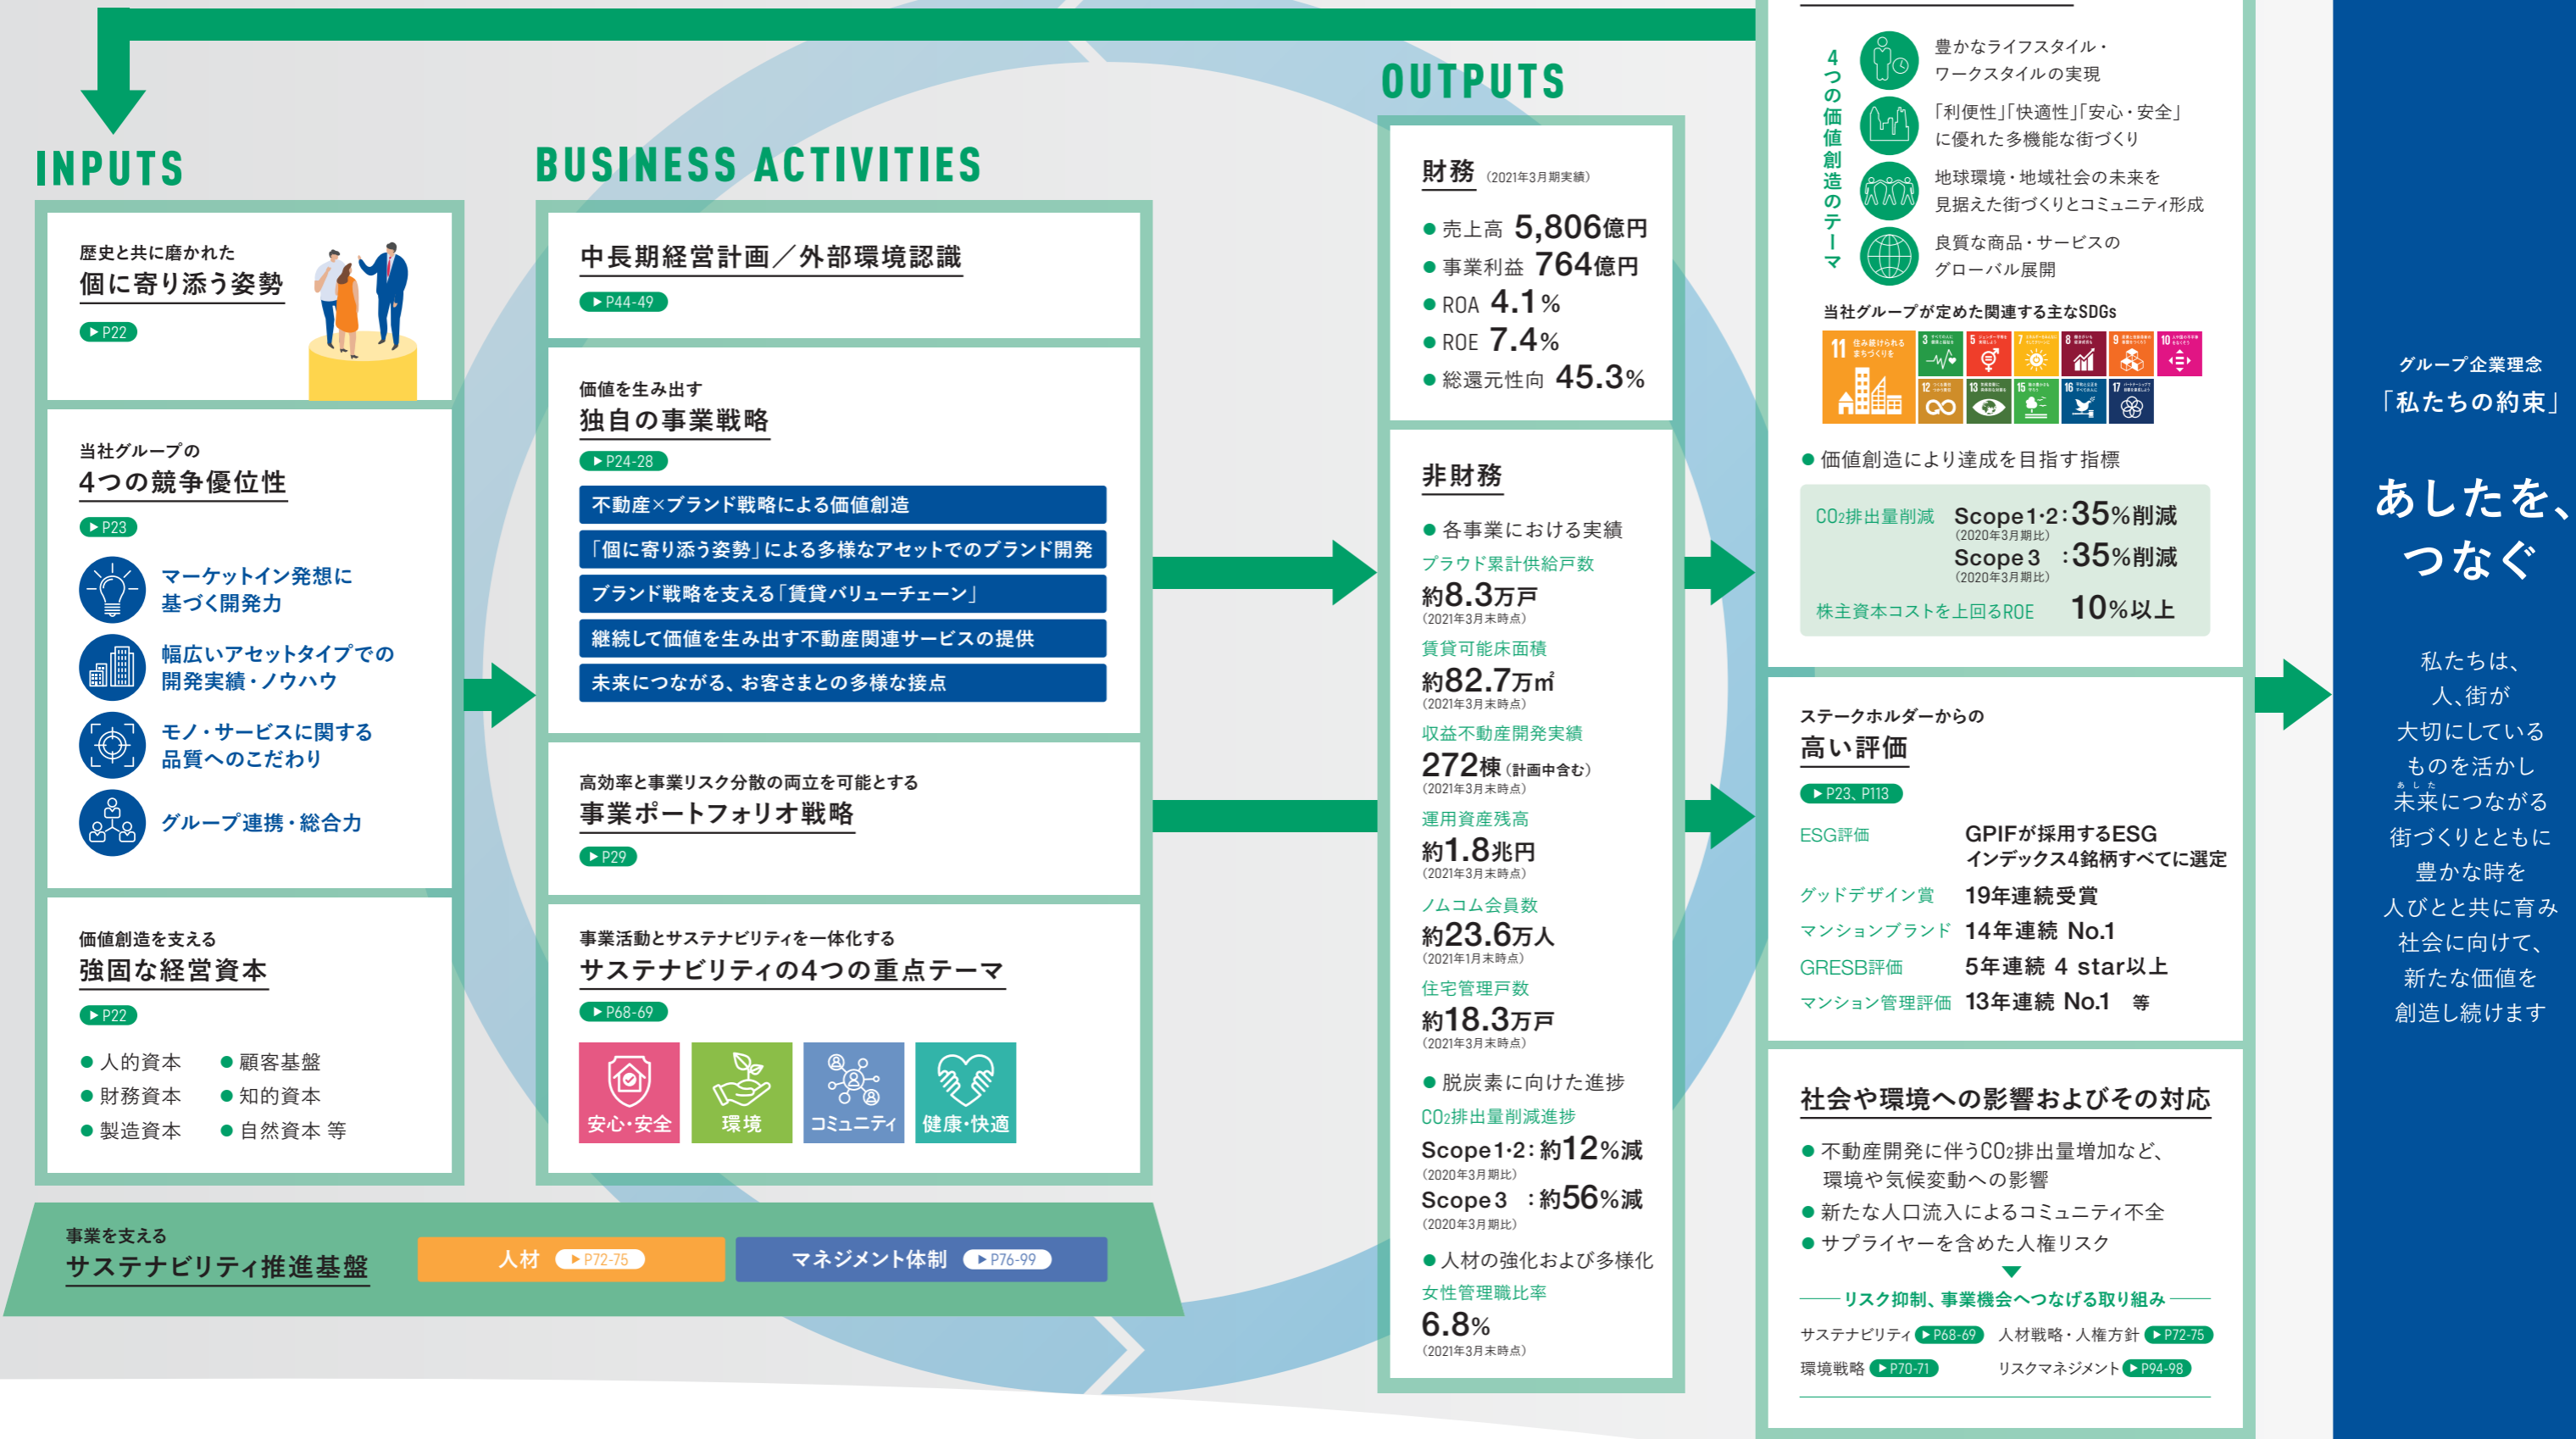 INPUTS
歴史と共に磨かれた
個に寄り添う姿勢
▶P22
当社グループの
4つの競争優位性
▶P23
マーケットイン発想に
基づく開発力
幅広いアセットタイプでの
開発実績・ノウハウ
モノ・サービスに関する
品質へのこだわり
グループ連携・総合力
価値創造を支える
強固な経営資本
▶P22
● 人的資本
● 顧客基盤
● 財務資本
● 知的資本
● 製造資本
● 自然資本 等
BUSINESS ACTIVITIES
中長期経営計画／外部環境認識
▶P44-49
価値を生み出す
独自の事業戦略
▶P24-28
不動産×ブランド戦略による価値創造
「個に寄り添う姿勢」による多様なアセットでのブランド開発
ブランド戦略を支える「賃貸バリューチェーン」
継続して価値を生み出す不動産関連サービスの提供
未来につながる、お客さまとの多様な接点
高効率と事業リスク分散の両立を可能とする
事業ポートフォリオ戦略
▶P29
事業活動とサステナビリティを一体化する
サステナビリティの4つの重点テーマ
▶P68-69
安心・安全
環境
コミュニティ
健康・快適
事業を支える
サステナビリティ推進基盤
人材 ▶P72-75
マネジメント体制 ▶P76-99
OUTPUTS
財務 (2021年3月期実績)
● 売上高 5,806億円
● 事業利益 764億円
● ROA 4.1%
● ROE 7.4%
● 総還元性向 45.3%
非財務
● 各事業における実績
プラウド累計供給戸数
約8.3万戸
(2021年3月末時点)
賃貸可能床面積
約82.7万㎡
(2021年3月末時点)
収益不動産開発実績
272棟(計画中含む)
(2021年3月末時点)
運用資産残高
約1.8兆円
(2021年3月末時点)
ノムコム会員数
約23.6万人
(2021年1月末時点)
住宅管理戸数
約18.3万戸
(2021年3月末時点)
● 脱炭素に向けた進捗
CO2排出量削減進捗
Scope1・2：約12%減
(2020年3月期比)
Scope3 ：約56%減
(2020年3月期比)
● 人材の強化および多様化
女性管理職比率
6.8%
(2021年3月末時点)
4つの価値創造のテーマ
豊かなライフスタイル・
ワークスタイルの実現
「利便性」「快適性」「安心・安全」
に優れた多機能な街づくり
地球環境・地域社会の未来を
見据えた街づくりとコミュニティ形成
良質な商品・サービスの
グローバル展開
当社グループが定めた関連する主なSDGs
11 住み続けられる
まちづくりを
3
5
7
8
9
10
12
13
15
16
17
● 価値創造により達成を目指す指標
CO2排出量削減 Scope1・2：35%削減
(2020年3月期比)
Scope3 ：35%削減
(2020年3月期比)
株主資本コストを上回るROE 10%以上
ステークホルダーからの
高い評価
▶P23、P113
ESG評価 GPIFが採用するESG
インデックス4銘柄すべてに選定
グッドデザイン賞 19年連続受賞
マンションブランド 14年連続 No.1
GRESB評価 5年連続 4 star以上
マンション管理評価 13年連続 No.1 等
社会や環境への影響およびその対応
● 不動産開発に伴うCO2排出量増加など、
環境や気候変動への影響
● 新たな人口流入によるコミュニティ不全
● サプライヤーを含めた人権リスク
リスク抑制、事業機会へつなげる取り組み
サステナビリティ ▶P68-69 人材戦略・人権方針 ▶P72-75
環境戦略 ▶P70-71 リスクマネジメント ▶P94-98
グループ企業理念
「私たちの約束」
あしたを、
つなぐ
私たちは、
人、街が
大切にしている
ものを活かし
あした
未来につながる
街づくりとともに
豊かな時を
人びとと共に育み
社会に向けて、
新たな価値を
創造し続けます